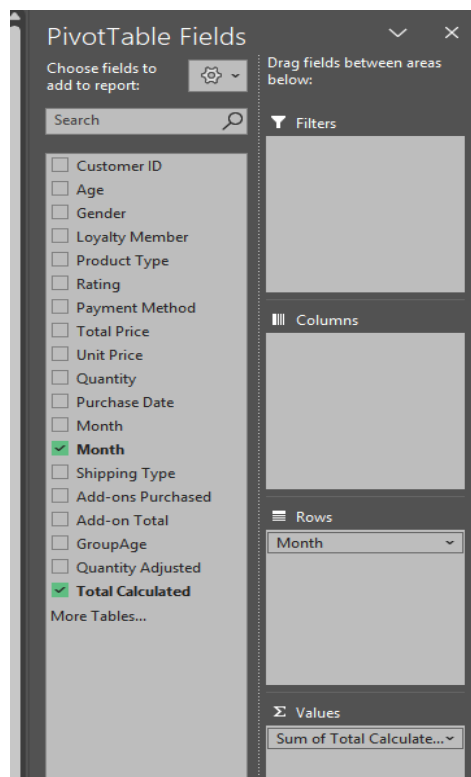 PivotTable Fields
Choose fields to
add to report:
Search
Customer ID
Age
Gender
Loyalty Member
Product Type
Rating
Payment Method
Total Price
Unit Price
Quantity
Purchase Date
Month
Month
Shipping Type
Add-ons Purchased
Add-on Total
GroupAge
Quantity Adjusted
Total Calculated
More Tables...
Drag fields between areas
below:
Filters
Columns
Rows
Month
Σ Values
Sum of Total Calculate...